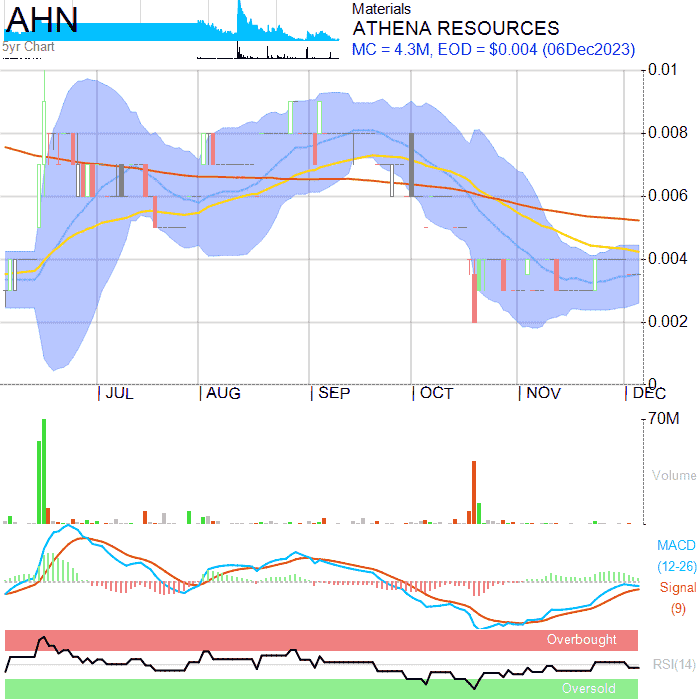 AHN
Materials
ATHENA RESOURCES
5yr Chart
MC = 4.3M, EOD = $0.004 (06Dec2023)
0.01
0.008
0.006
0.004
0.002
0
JUL AUG SEP OCT NOV DEC
70M
Volume
MACD
(12-26)
Signal
(9)
Overbought
RSI(14)
Oversold